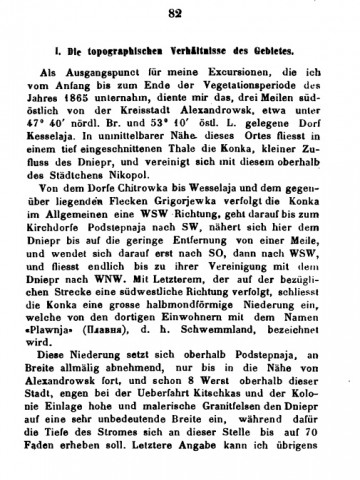 82
I. Die topographischen Verhältnisse des Gebietes.
Als Ausgangspunct für meine Excursionen, die ich
vom Anfang bis zum Ende der Vegetationsperiode des
Jahres 1865 unternahm, diente mir das, drei Meilen süd-
östlich von der Kreisstadt Alexandrowsk, etwa unter
47° 40′ nördl. Br. und 53° 10′ östl. L. gelegene Dorf
Kesselaja. In unmittelbarer Nähe dieses Ortes fliesst in
einem tief eingeschnittenen Thale die Konka, kleiner Zu-
fluss des Dniepr, und vereinigt sich mit diesem oberhalb
des Städtchens Nikopol.
Von dem Dorfe Chitrowka bis Wesselaja und dem gegen-
über liegenden Flecken Grigorjewka verfolgt die Konka
im Allgemeinen eine WSW Richtung, geht darauf bis zum
Kirchdorfe Podstepnaja nach SW, nähert sich hier dem
Dniepr bis auf die geringe Entfernung von einer Meile,
und wendet sich darauf erst nach SO, dann nach WSW,
und fliesst endlich bis zu ihrer Vereinigung mit dem
Dniepr nach WNW. Mit Letzterem, der auf der bezügli-
chen Strecke eine südwestliche Richtung verfolgt, schliesst
die Konka eine grosse halbmondförmige Niederung ein,
welche von den dortigen Einwohnern mit dem Namen
«Plawnja» (Плавня), d. h. Schwemmland, bezeichnet
wird.
Diese Niederung setzt sich oberhalb Podstepnaja, an
Breite allmälig abnehmend, nur bis in die Nähe von
Alexandrowsk fort, und schon 8 Werst oberhalb dieser
Stadt, engen bei der Ueberfahrt Kitschkas und der Kolo-
nie Einlage hohe und malerische Granitfelsen den Dniepr
auf eine sehr unbedeutende Breite ein, während dafür
die Tiefe des Stromes sich an dieser Stelle bis auf 70
Faden erheben soll. Letztere Angabe kann ich übrigens